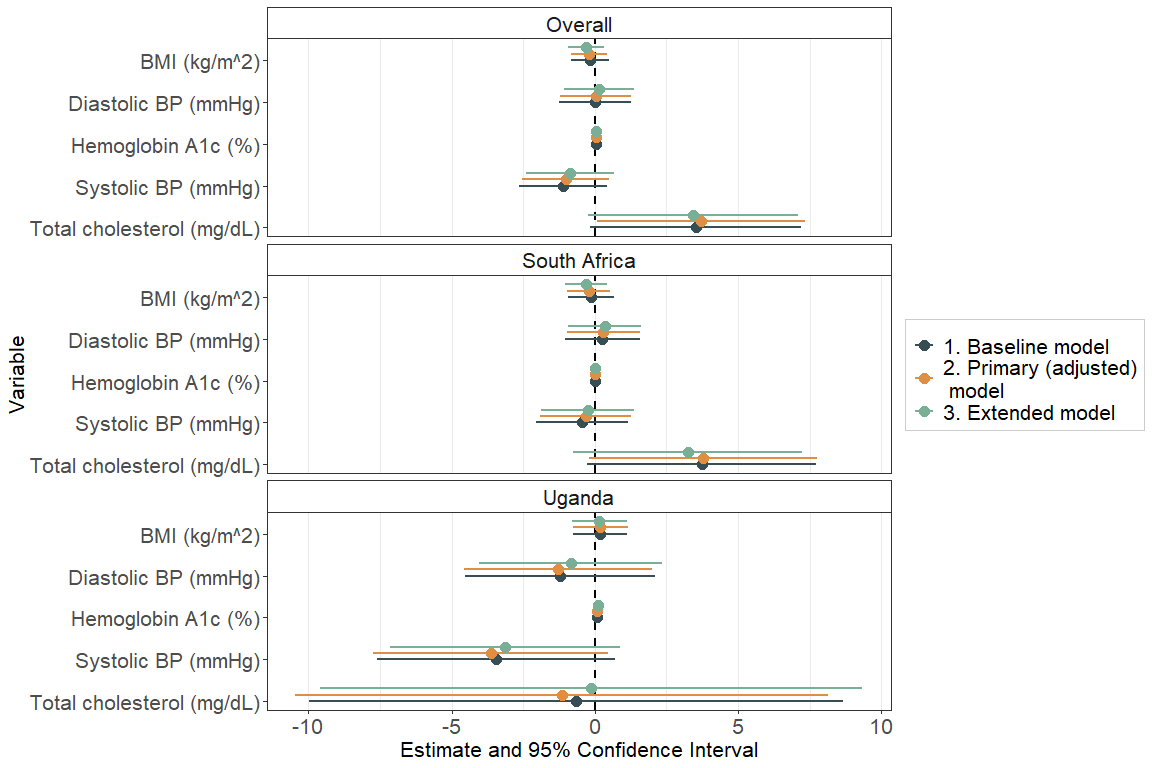 Overall
BMI (kg/m^2)
Diastolic BP (mmHg)
Hemoglobin A1c (%)
Systolic BP (mmHg)
Total cholesterol (mg/dL)
South Africa
BMI (kg/m^2)
Diastolic BP (mmHg)
Hemoglobin A1c (%)
Systolic BP (mmHg)
Total cholesterol (mg/dL)
Uganda
BMI (kg/m^2)
Diastolic BP (mmHg)
Hemoglobin A1c (%)
Systolic BP (mmHg)
Total cholesterol (mg/dL)
Variable
-10 -5 0 5 10
Estimate and 95% Confidence Interval
1. Baseline model
2. Primary (adjusted)
model
3. Extended model